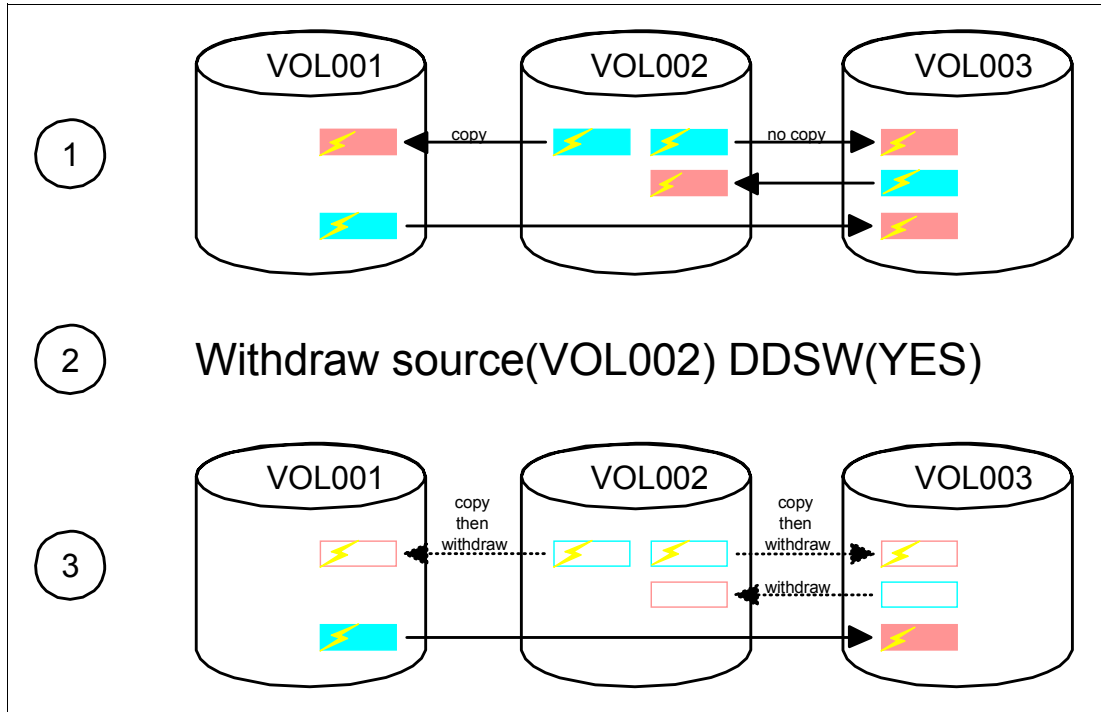 VOL001
VOL002
VOL003
1
copy
no copy
2
Withdraw source(VOL002) DDSW(YES)
VOL001
VOL002
VOL003
3
copy
then
withdraw
copy
then
withdraw
withdraw